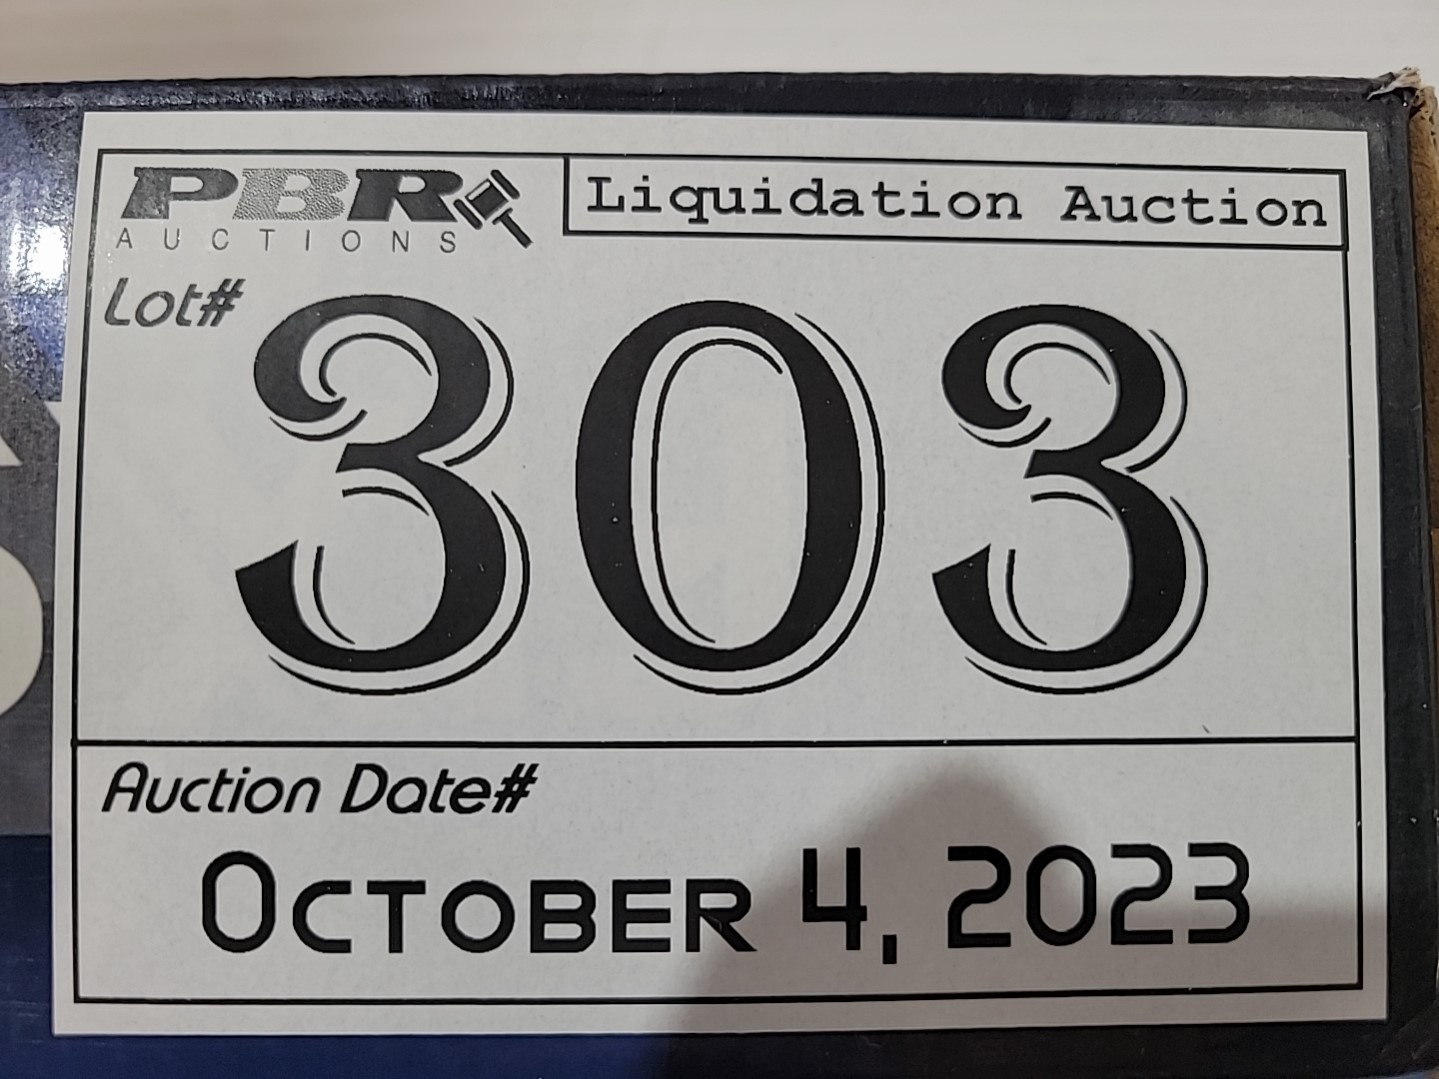 PBR
AUCTIONS
Liquidation Auction
Lot#
303
Auction Date#
October 4, 2023